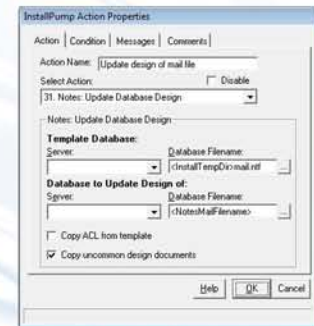 InstallPump Action Properties
Action Condition Messages Comments
Action Name: Update design of mail file
Select Action: Disable
31. Notes: Update Database Design
Notes: Update Database Design
Template Database:
Server: Database Filename:
<InstallTempDir>mail.ntf ...
Database to Update Design of:
Server: Database Filename:
<NotesMailFilename> ...
Copy ACL from template
Copy uncommon design documents
Help OK Cancel